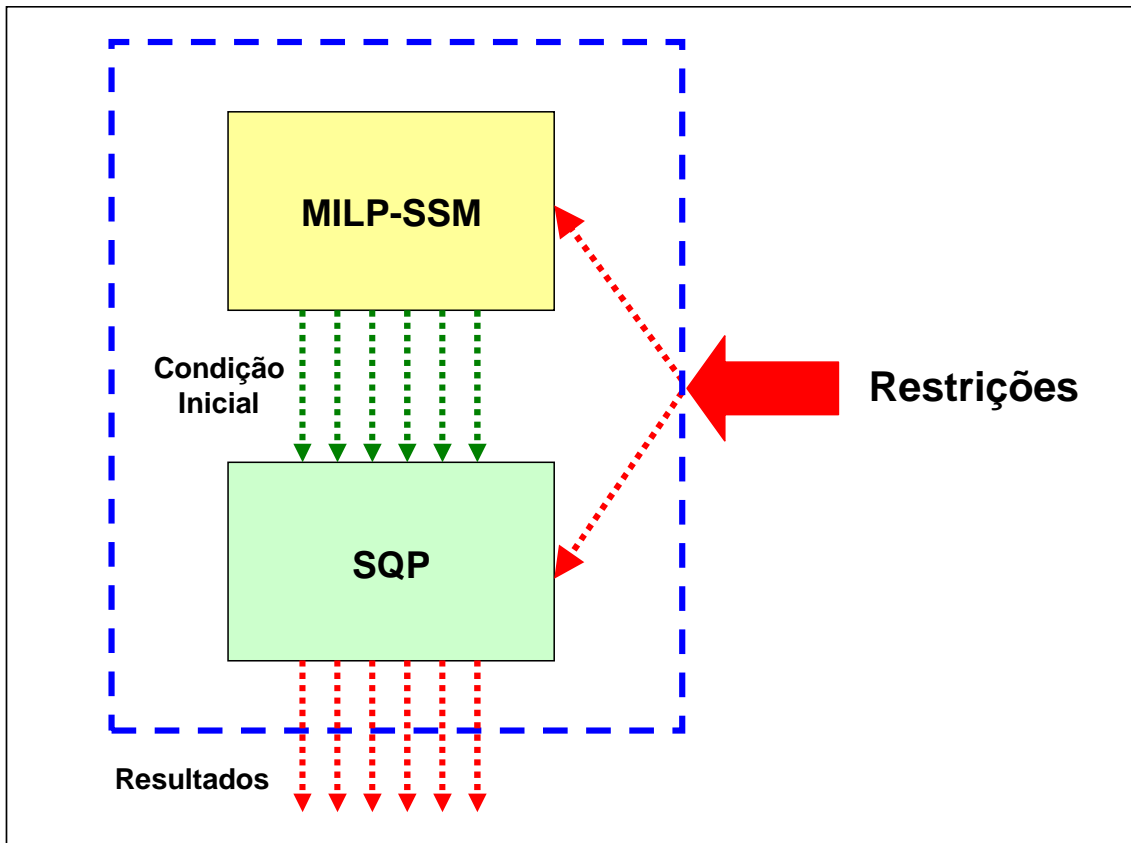 MILP-SSM
Condição
Inicial
Restrições
SQP
Resultados